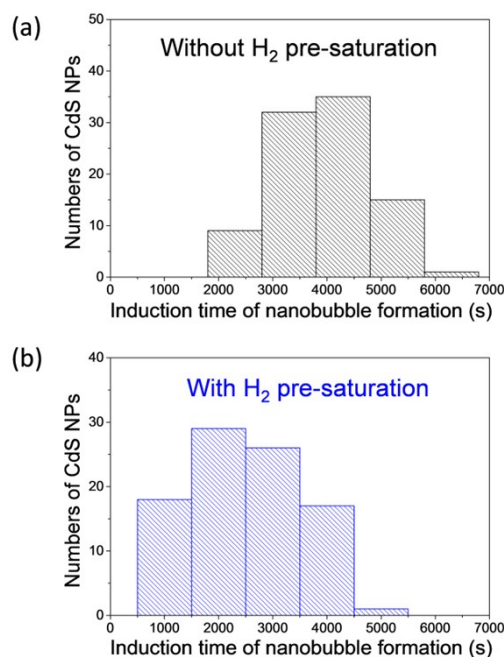 (a)
Without H₂ pre-saturation
Numbers of CdS NPs
50
40
30
20
10
0
0 1000 2000 3000 4000 5000 6000 7000
Induction time of nanobubble formation (s)
(b)
With H₂ pre-saturation
Numbers of CdS NPs
40
30
20
10
0
0 1000 2000 3000 4000 5000 6000 7000
Induction time of nanobubble formation (s)